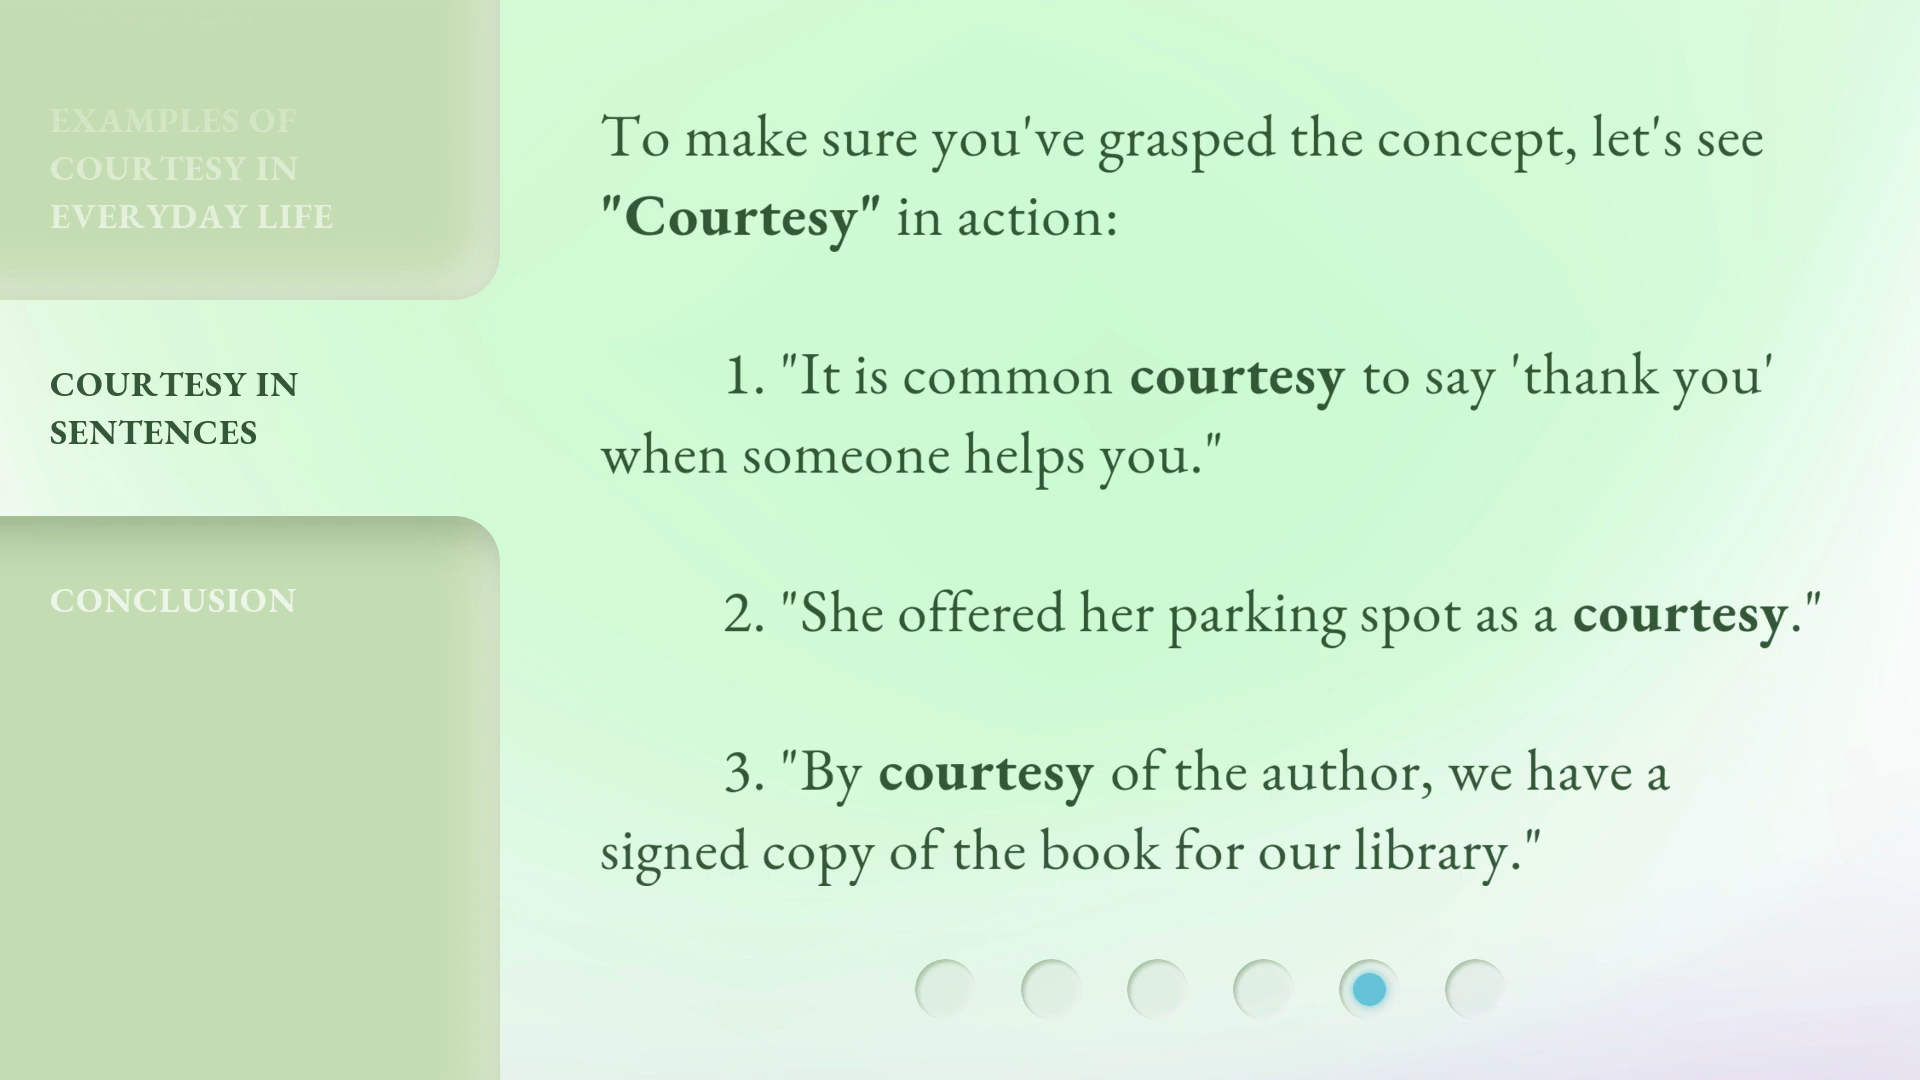 EXAMPLES OF
COURTESY IN
EVERYDAY LIFE
COURTESY IN
SENTENCES
CONCLUSION
To make sure you've grasped the concept, let's see
"Courtesy" in action:
1. "It is common courtesy to say 'thank you'
when someone helps you."
2. "She offered her parking spot as a courtesy."
3. "By courtesy of the author, we have a
signed copy of the book for our library."